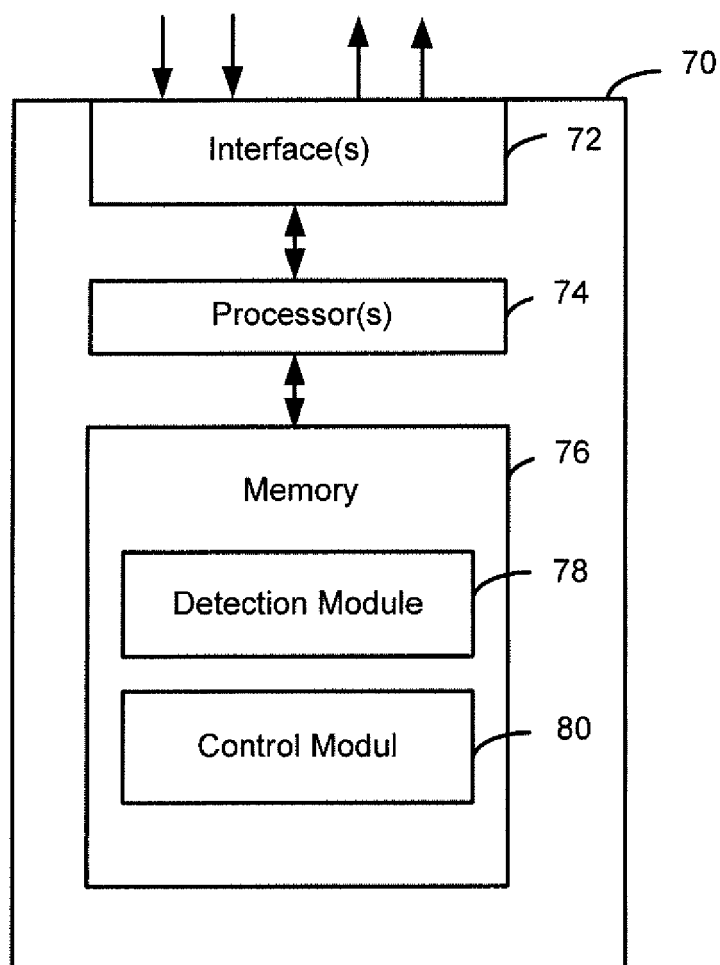 70
Interface(s)
72
Processor(s)
74
76
Memory
Detection Module
78
Control Modul
80